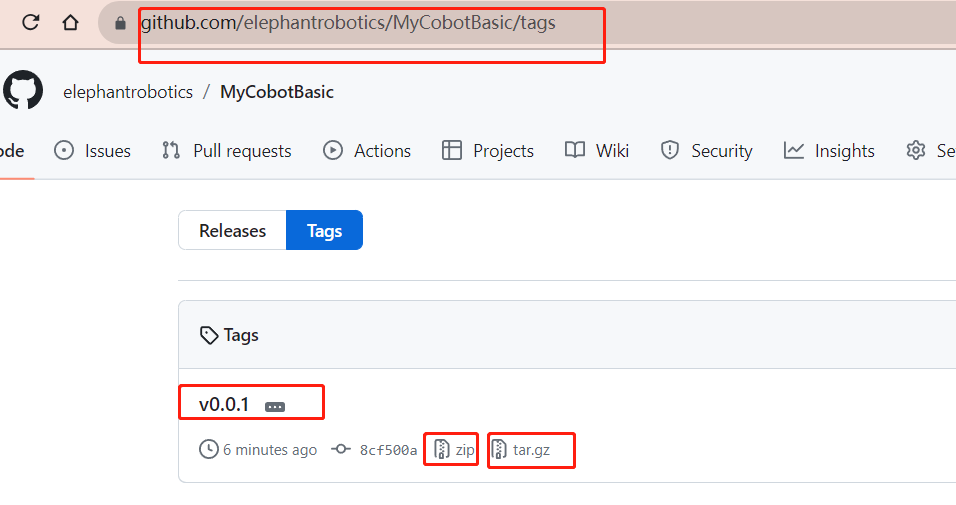 github.com/elephantrobotics/MyCobotBasic/tags
elephantrobotics / MyCobotBasic
ode Issues Pull requests Actions Projects Wiki Security Insights Se
Releases Tags
Tags
v0.0.1
6 minutes ago 8cf500a zip tar.gz